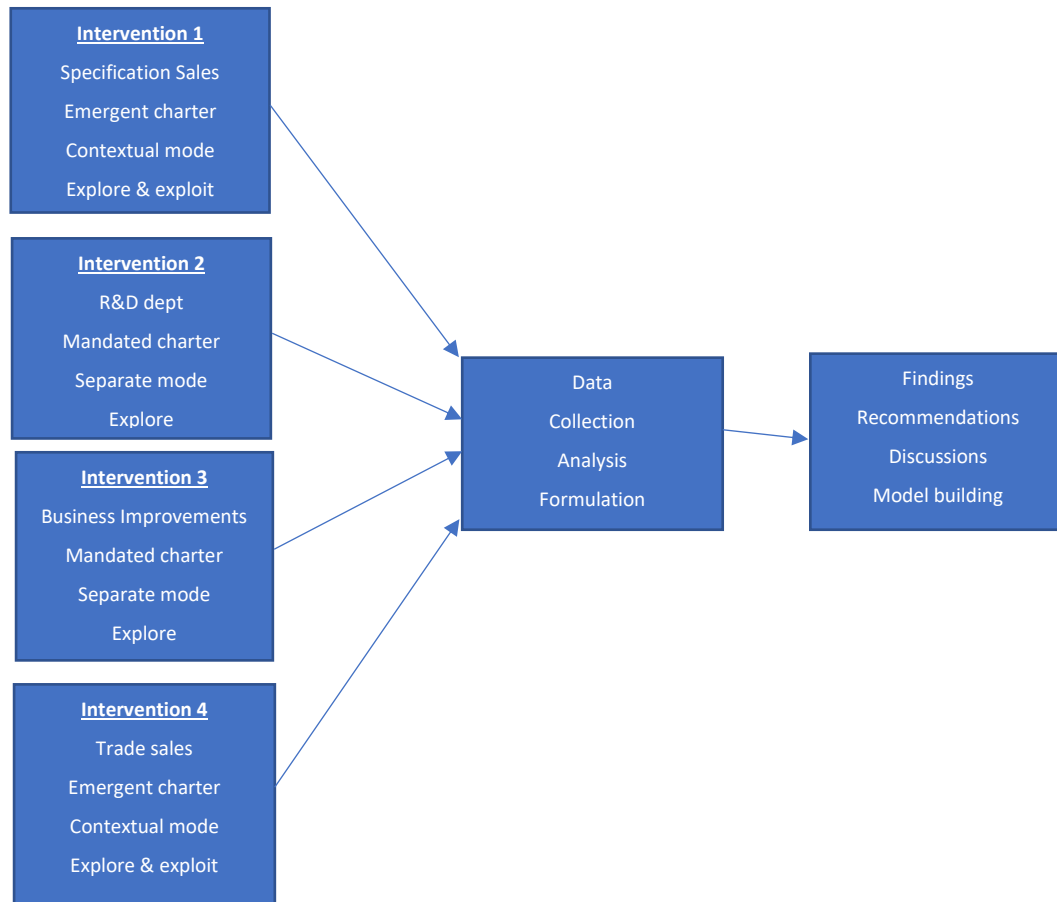 Intervention 1
Specification Sales
Emergent charter
Contextual mode
Explore & exploit
Intervention 2
R&D dept
Mandated charter
Separate mode
Explore
Intervention 3
Business Improvements
Mandated charter
Separate mode
Explore
Intervention 4
Trade sales
Emergent charter
Contextual mode
Explore & exploit
Data
Collection
Analysis
Formulation
Findings
Recommendations
Discussions
Model building